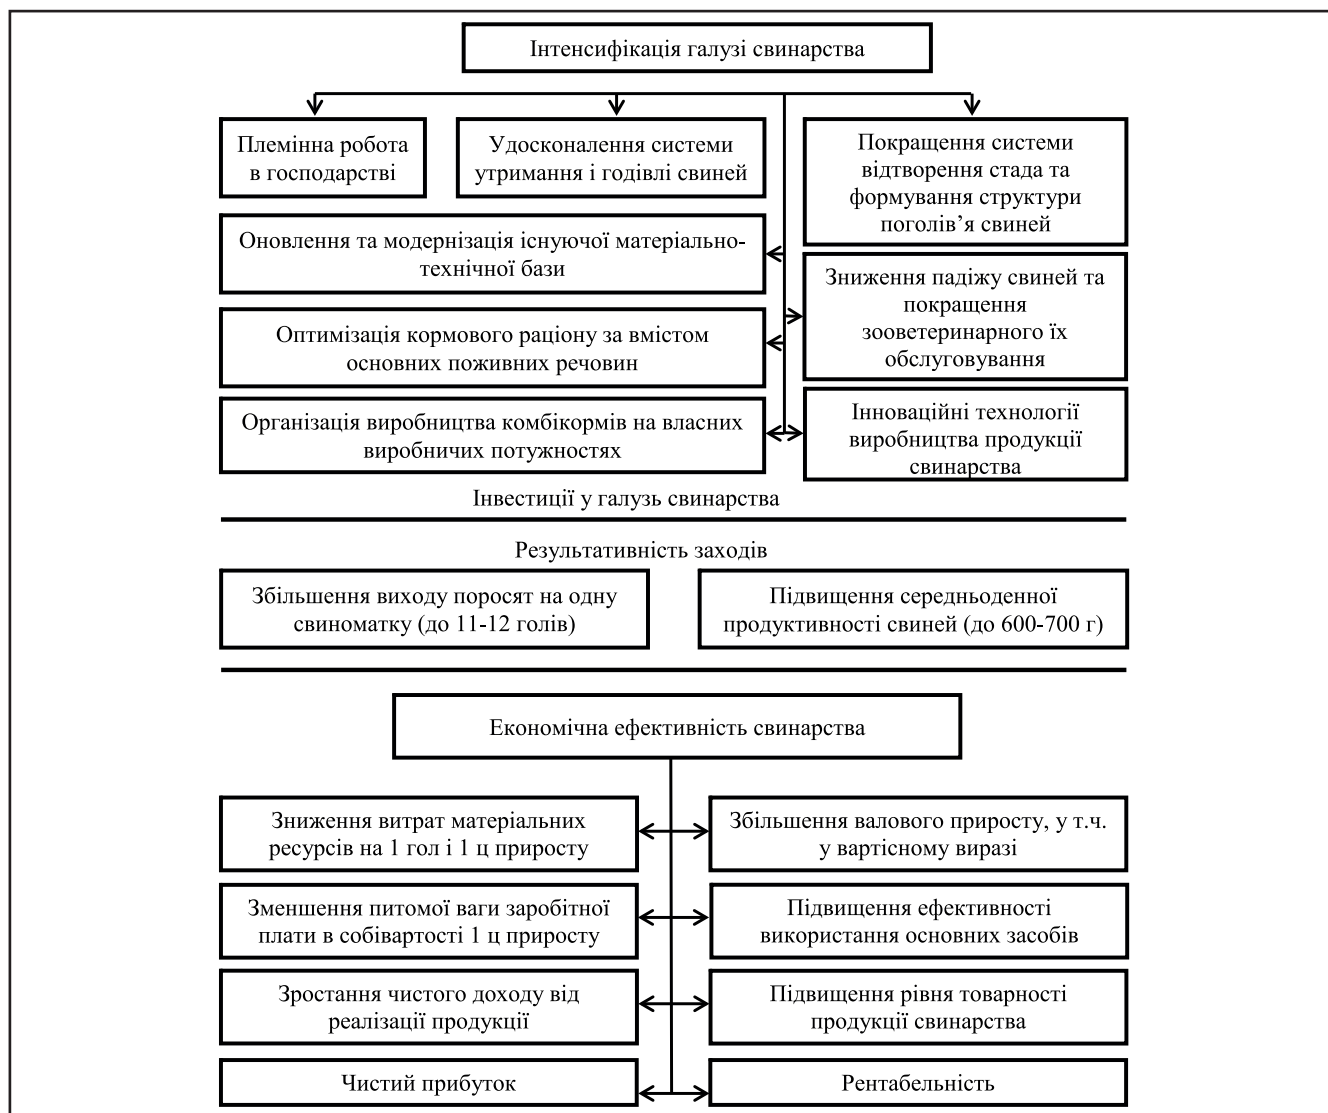 Інтенсифікація галузі свинарства
Племінна робота
в господарстві
Удосконалення системи
утримання і годівлі свиней
Покращення системи
відтворення стада та
формування структури
поголів’я свиней
Оновлення та модернізація існуючої матеріально-
технічної бази
Зниження падіжу свиней та
покращення
зооветеринарного їх
обслуговування
Оптимізація кормового раціону за вмістом
основних поживних речовин
Організація виробництва комбікормів на власних
виробничих потужностях
Інноваційні технології
виробництва продукції
свинарства
Інвестиції у галузь свинарства
Результативність заходів
Збільшення виходу поросят на одну
свиноматку (до 11-12 голів)
Підвищення середньоденної
продуктивності свиней (до 600-700 г)
Економічна ефективність свинарства
Зниження витрат матеріальних
ресурсів на 1 гол і 1 ц приросту
Збільшення валового приросту, у т.ч.
у вартісному виразі
Зменшення питомої ваги заробітної
плати в собівартості 1 ц приросту
Підвищення ефективності
використання основних засобів
Зростання чистого доходу від
реалізації продукції
Підвищення рівня товарності
продукції свинарства
Чистий прибуток
Рентабельність